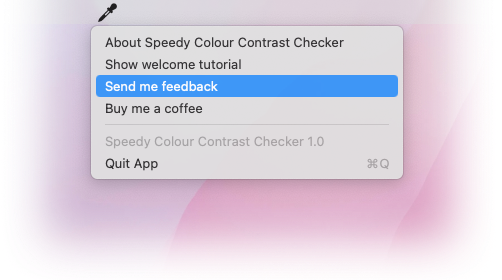 About Speedy Colour Contrast Checker
Show welcome tutorial
Send me feedback
Buy me a coffee
Speedy Colour Contrast Checker 1.0
Quit App ⌘Q